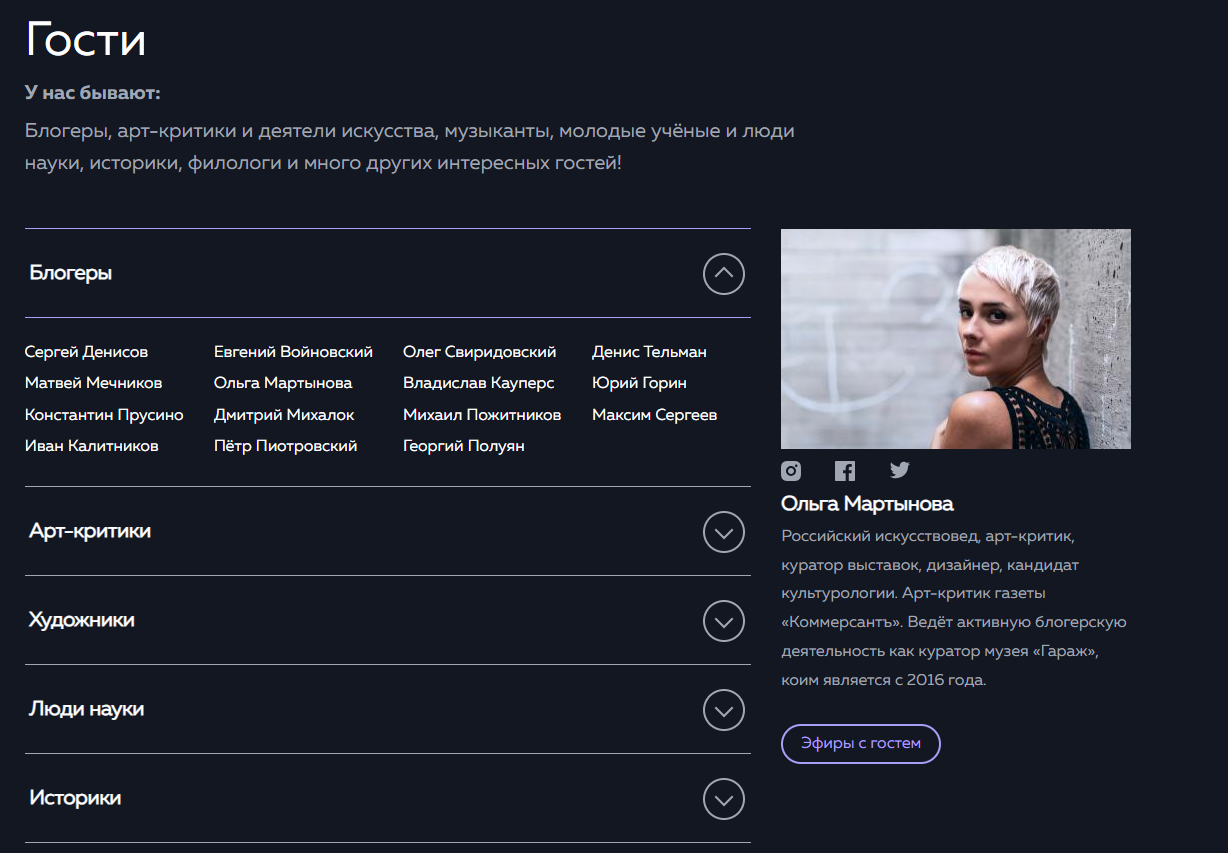 Гости
У нас бывают:
Блогеры, арт-критики и деятели искусства, музыканты, молодые учёные и люди
науки, историки, филологи и много других интересных гостей!
Блогеры
Сергей Денисов
Матвей Мечников
Константин Прусино
Иван Калитников
Евгений Войновский
Ольга Мартынова
Дмитрий Михалок
Пётр Пиотровский
Олег Свиридовский
Владислав Кауперс
Михаил Пожитников
Георгий Полуян
Денис Тельман
Юрий Горин
Максим Сергеев
Арт-критики
Художники
Люди науки
Историки
Ольга Мартынова
Российский искусствовед, арт-критик,
куратор выставок, дизайнер, кандидат
культурологии. Арт-критик газеты
«Коммерсантъ». Ведёт активную блогерскую
деятельность как куратор музея «Гараж»,
коим является с 2016 года.
Эфиры с гостем